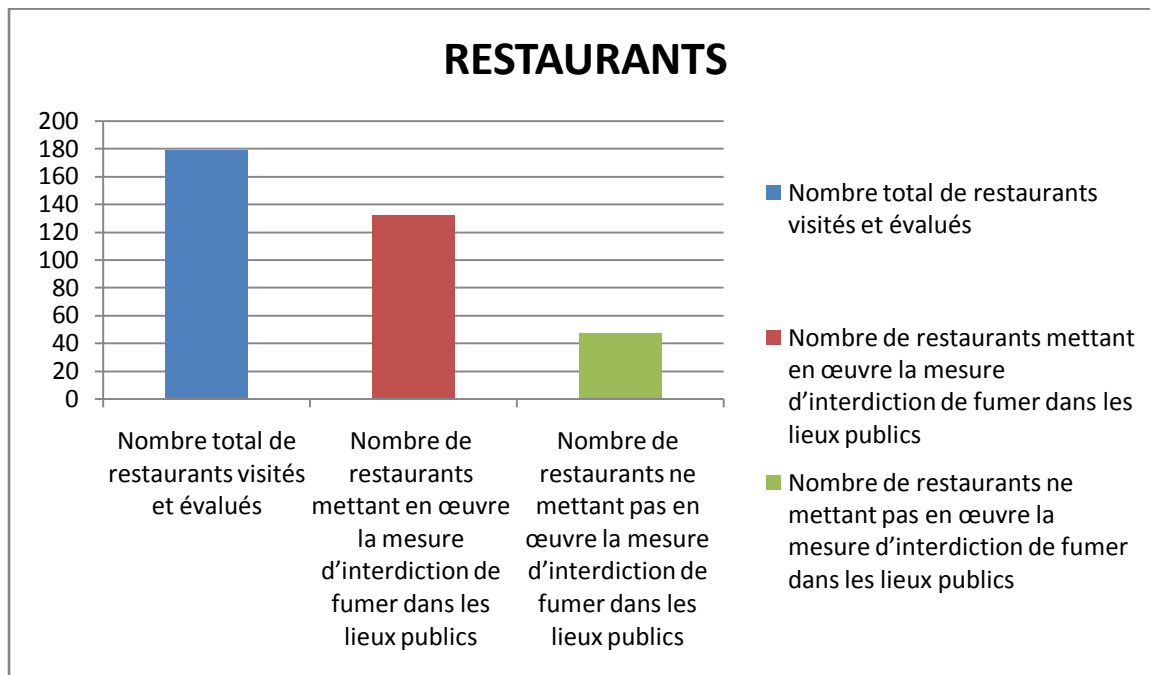 RESTAURANTS
200
180
160
140
120
100
80
60
40
20
0
Nombre total de
restaurants visités
et évalués
Nombre de
restaurants
mettant en œuvre
la mesure
d’interdiction de
fumer dans les
lieux publics
Nombre de
restaurants ne
mettant pas en
œuvre la mesure
d’interdiction de
fumer dans les
lieux publics
Nombre total de restaurants
visités et évalués
Nombre de restaurants mettant
en œuvre la mesure
d’interdiction de fumer dans les
lieux publics
Nombre de restaurants ne
mettant pas en œuvre la
mesure d’interdiction de fumer
dans les lieux publics